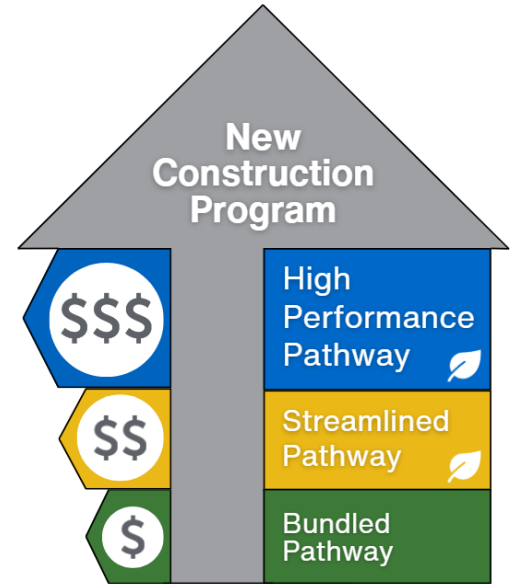 New
Construction
Program
$$$
High
Performance
Pathway
$$
Streamlined
Pathway
$
Bundled
Pathway